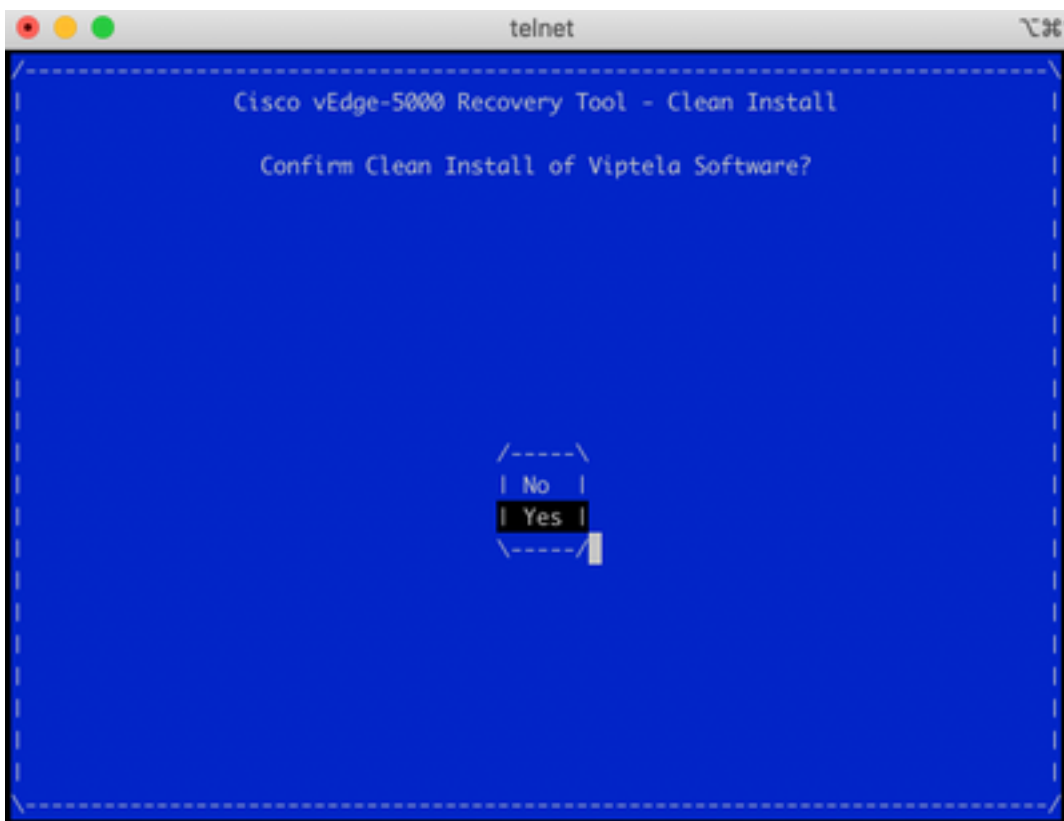 telnet
⌥⌘
Cisco vEdge-5000 Recovery Tool - Clean Install
Confirm Clean Install of Viptela Software?
No
Yes